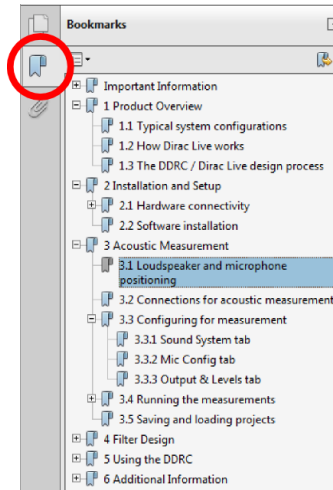 Bookmarks
Important Information
1 Product Overview
1.1 Typical system configurations
1.2 How Dirac Live works
1.3 The DDRC / Dirac Live design process
2 Installation and Setup
2.1 Hardware connectivity
2.2 Software installation
3 Acoustic Measurement
3.1 Loudspeaker and microphone
positioning
3.2 Connections for acoustic measurement
3.3 Configuring for measurement
3.3.1 Sound System tab
3.3.2 Mic Config tab
3.3.3 Output & Levels tab
3.4 Running the measurements
3.5 Saving and loading projects
4 Filter Design
5 Using the DDRC
6 Additional Information